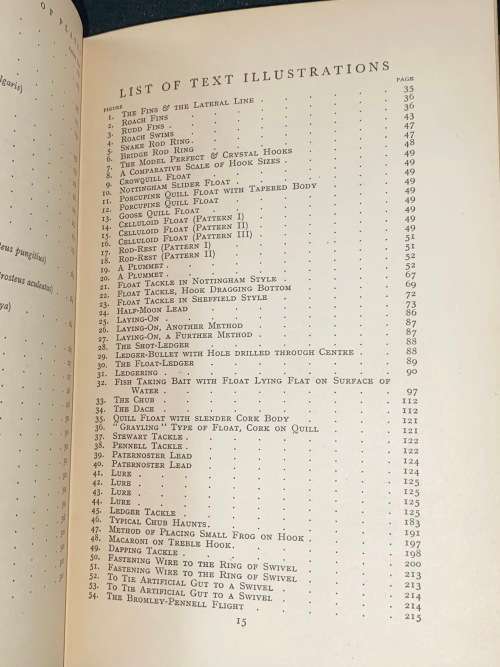 OF PLA
lgaris)
steus pungitius)
trosteus aculeatus)
ya)
LIST OF TEXT ILLUSTRATIONS
FIGURE PAGE
1. THE FINS & THE LATERAL LINE 35
2. ROACH FINS 36
3. RUDD FINS 36
4. ROACH SWIMS 43
5. SNAKE ROD RING 47
6. BRIDGE ROD RING 47
7. THE MODEL PERFECT & CRYSTAL HOOKS 48
8. A COMPARATIVE SCALE OF HOOK SIZES 49
9. CROWQUILL FLOAT 49
10. NOTTINGHAM SLIDER FLOAT 49
11. PORCUPINE QUILL FLOAT WITH TAPERED BODY 49
12. PORCUPINE QUILL FLOAT 49
13. GOOSE QUILL FLOAT 49
14. CELLULOID FLOAT (PATTERN I) 49
15. CELLULOID FLOAT (PATTERN II) 49
16. CELLULOID FLOAT (PATTERN III) 49
17. ROD-REST (PATTERN I) 51
18. ROD-REST (PATTERN II) 51
19. A PLUMMET 52
20. A PLUMMET 52
21. FLOAT TACKLE IN NOTTINGHAM STYLE 67
22. FLOAT TACKLE, HOOK DRAGGING BOTTOM 69
23. FLOAT TACKLE IN SHEFFIELD STYLE 72
24. HALF-MOON LEAD 73
25. LAYING-ON 86
26. LAYING-ON, ANOTHER METHOD 87
27. LAYING-ON, A FURTHER METHOD 87
28. THE SHOT-LEDGER 88
29. LEDGER-BULLET WITH HOLE DRILLED THROUGH CENTRE 88
30. THE FLOAT-LEDGER 89
31. LEDGERING 90
32. FISH TAKING BAIT WITH FLOAT LYING FLAT ON SURFACE OF
WATER 97
33. THE CHUB 112
34. THE DACE 112
35. QUILL FLOAT WITH SLENDER CORK BODY 121
36. "GRAYLING" TYPE OF FLOAT, CORK ON QUILL 121
37. STEWART TACKLE 122
38. PENNELL TACKLE 122
39. PATERNOSTER LEAD 124
40. PATERNOSTER LEAD 124
41. LURE 125
42. LURE 125
43. LURE 125
44. LURE 125
45. LEDGER TACKLE 183
46. TYPICAL CHUB HAUNTS 191
47. METHOD OF PLACING SMALL FROG ON HOOK 197
48. MACARONI ON TREBLE HOOK 198
49. DAPPING TACKLE 200
50. FASTENING WIRE TO THE RING OF SWIVEL 213
51. FASTENING WIRE TO THE RING OF SWIVEL 213
52. TO TIE ARTIFICIAL GUT TO A SWIVEL 214
53. TO TIE ARTIFICIAL GUT TO A SWIVEL 214
54. THE BROMLEY-PENNELL FLIGHT 215
15